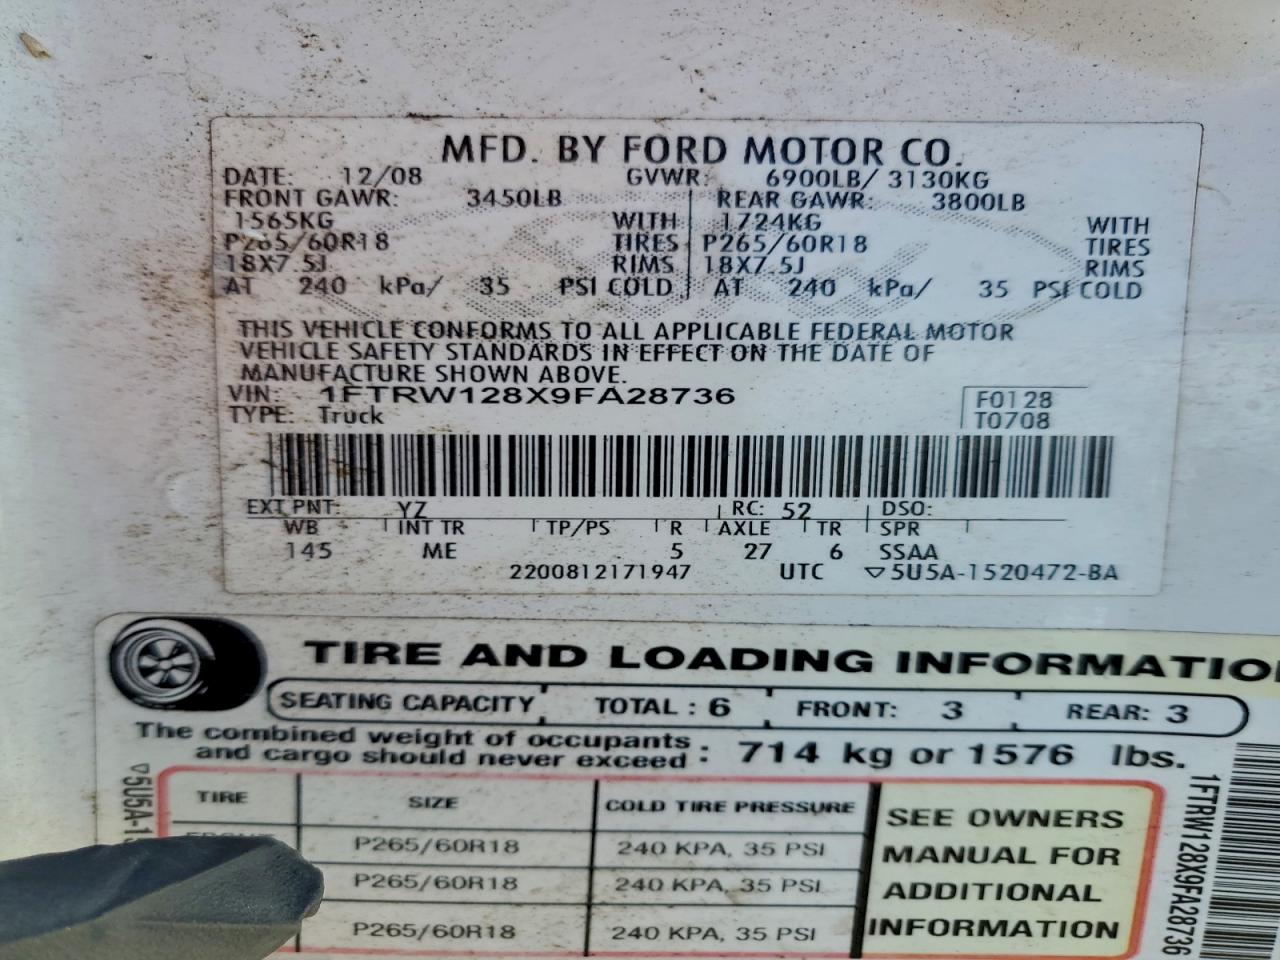 MFD. BY FORD MOTOR CO.
DATE: 12/08 GVWR: 6900LB/ 3130KG
FRONT GAWR: 3450LB REAR GAWR: 3800LB
1565KG WITH 1724KG WITH
P265/60R18 TIRES P265/60R18 TIRES
18X7.5J RIMS 18X7.5J RIMS
AT 240 kPa/ 35 PSI COLD AT 240 kPa/ 35 PSI COLD
THIS VEHICLE CONFORMS TO ALL APPLICABLE FEDERAL MOTOR
VEHICLE SAFETY STANDARDS IN EFFECT ON THE DATE OF
MANUFACTURE SHOWN ABOVE.
VIN: 1FTRW128X9FA28736 F0128
TYPE: Truck T0708
EXT PNT: YZ RC: 52 DSO:
WB INT TR TP/PS R AXLE TR SPR
145 ME 5 27 6 SSAA
2200812171947 UTC ▽5U5A-1520472-BA
TIRE AND LOADING INFORMATIO
SEATING CAPACITY TOTAL : 6 FRONT: 3 REAR: 3
The combined weight of occupants
and cargo should never exceed : 714 kg or 1576 lbs.
TIRE SIZE COLD TIRE PRESSURE SEE OWNERS
P265/60R18 240 KPA, 35 PSI MANUAL FOR
P265/60R18 240 KPA, 35 PSI ADDITIONAL
P265/60R18 240 KPA, 35 PSI INFORMATION
▽5U5A-15
1FTRW128X9FA28736